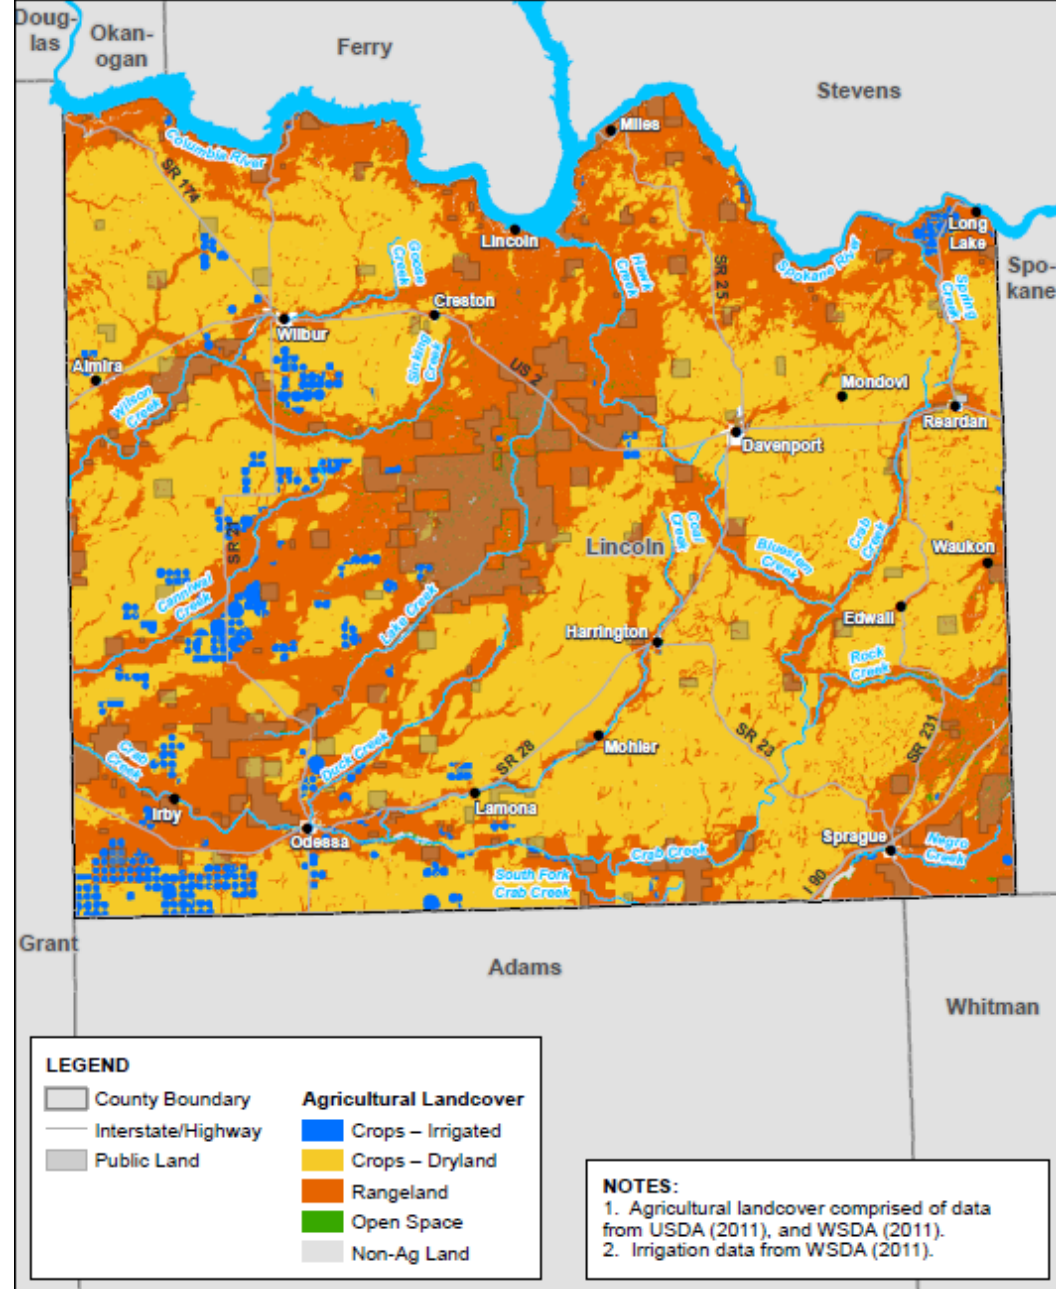 Doug-
las
Okan-
ogan
Ferry
Stevens
Miles
Columbia River
SR 174
Long
Lake
Lincoln
Spo-
kane
Goose
Creek
Hawk
Creek
SR 25
Spokane River
Spring
Creek
Creston
Wilbur
Sinking
Creek
US 2
Almira
Mondovi
Wilson
Creek
Reardan
Davenport
SR 21
Coal
Creek
Lincoln
Bluestem
Creek
Crab
Creek
Waukon
Canniwai
Creek
Lake Creek
Harrington
Edwall
Rock
Creek
Crab
Creek
Duck Creek
SR 28
Mohler
SR 23
SR 231
Irby
Lamona
Odessa
Sprague
Negro
Creek
Crab Creek
South Fork
Crab Creek
I 90
Grant
Adams
Whitman
LEGEND
County Boundary
Interstate/Highway
Public Land
Agricultural Landcover
Crops – Irrigated
Crops – Dryland
Rangeland
Open Space
Non-Ag Land
NOTES:
1. Agricultural landcover comprised of data
from USDA (2011), and WSDA (2011).
2. Irrigation data from WSDA (2011).